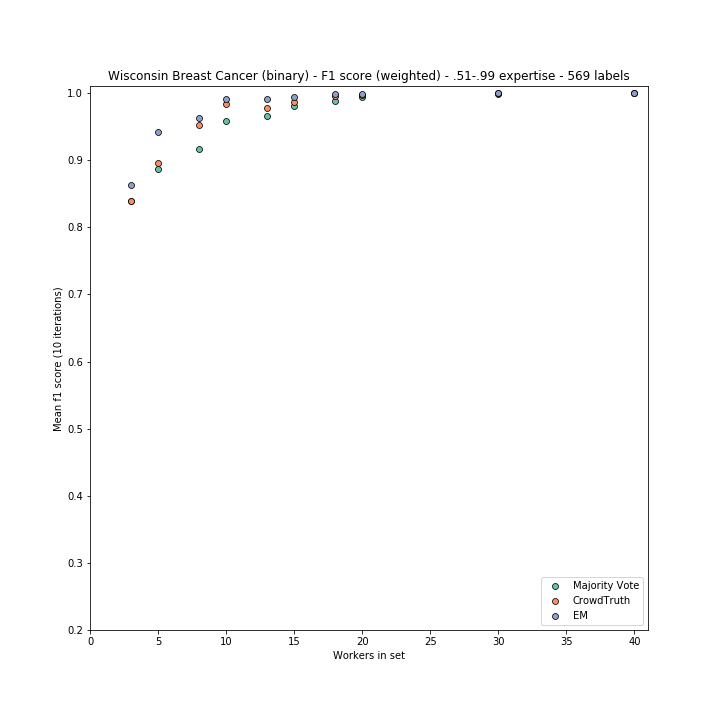 Wisconsin Breast Cancer (binary) - F1 score (weighted) - .51-.99 expertise - 569 labels
Mean f1 score (10 iterations)
1.0
0.9
0.8
0.7
0.6
0.5
0.4
0.3
0.2
Majority Vote
CrowdTruth
EM
0 5 10 15 20 25 30 35 40
Workers in set